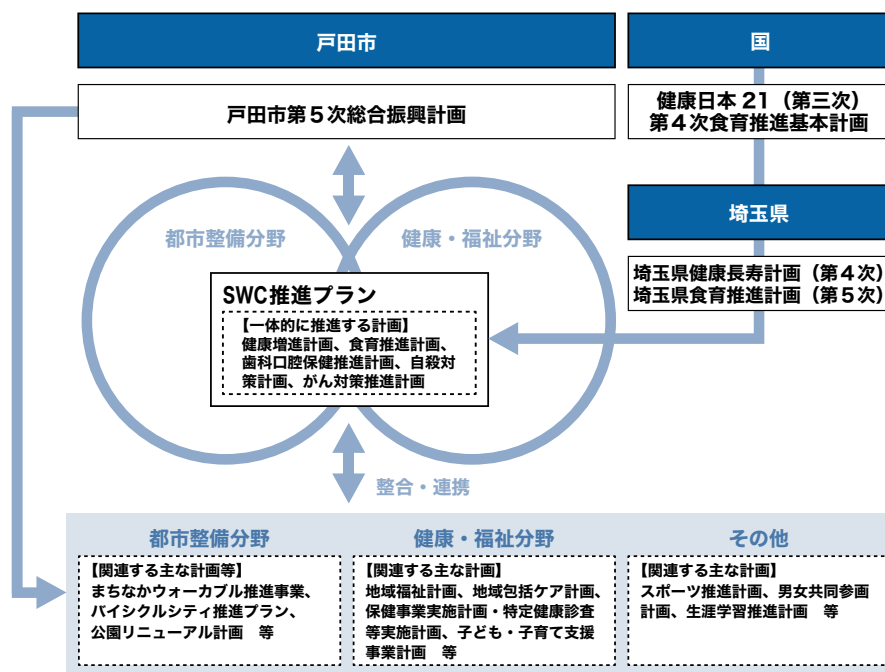 戸田市
国
戸田市第５次総合振興計画
健康日本 21（第三次）
第４次食育推進基本計画
埼玉県
埼玉県健康長寿計画（第４次）
埼玉県食育推進計画（第５次）
都市整備分野
健康・福祉分野
SWC推進プラン
【一体的に推進する計画】
健康増進計画、食育推進計画、
歯科口腔保健推進計画、自殺対
策計画、がん対策推進計画
整合・連携
都市整備分野
【関連する主な計画等】
まちなかウォーカブル推進事業、
バイシクルシティ推進プラン、
公園リニューアル計画　等
健康・福祉分野
【関連する主な計画】
地域福祉計画、地域包括ケア計画、
保健事業実施計画・特定健康診査
等実施計画、子ども・子育て支援
事業計画　等
その他
【関連する主な計画】
スポーツ推進計画、男女共同参画
計画、生涯学習推進計画　等